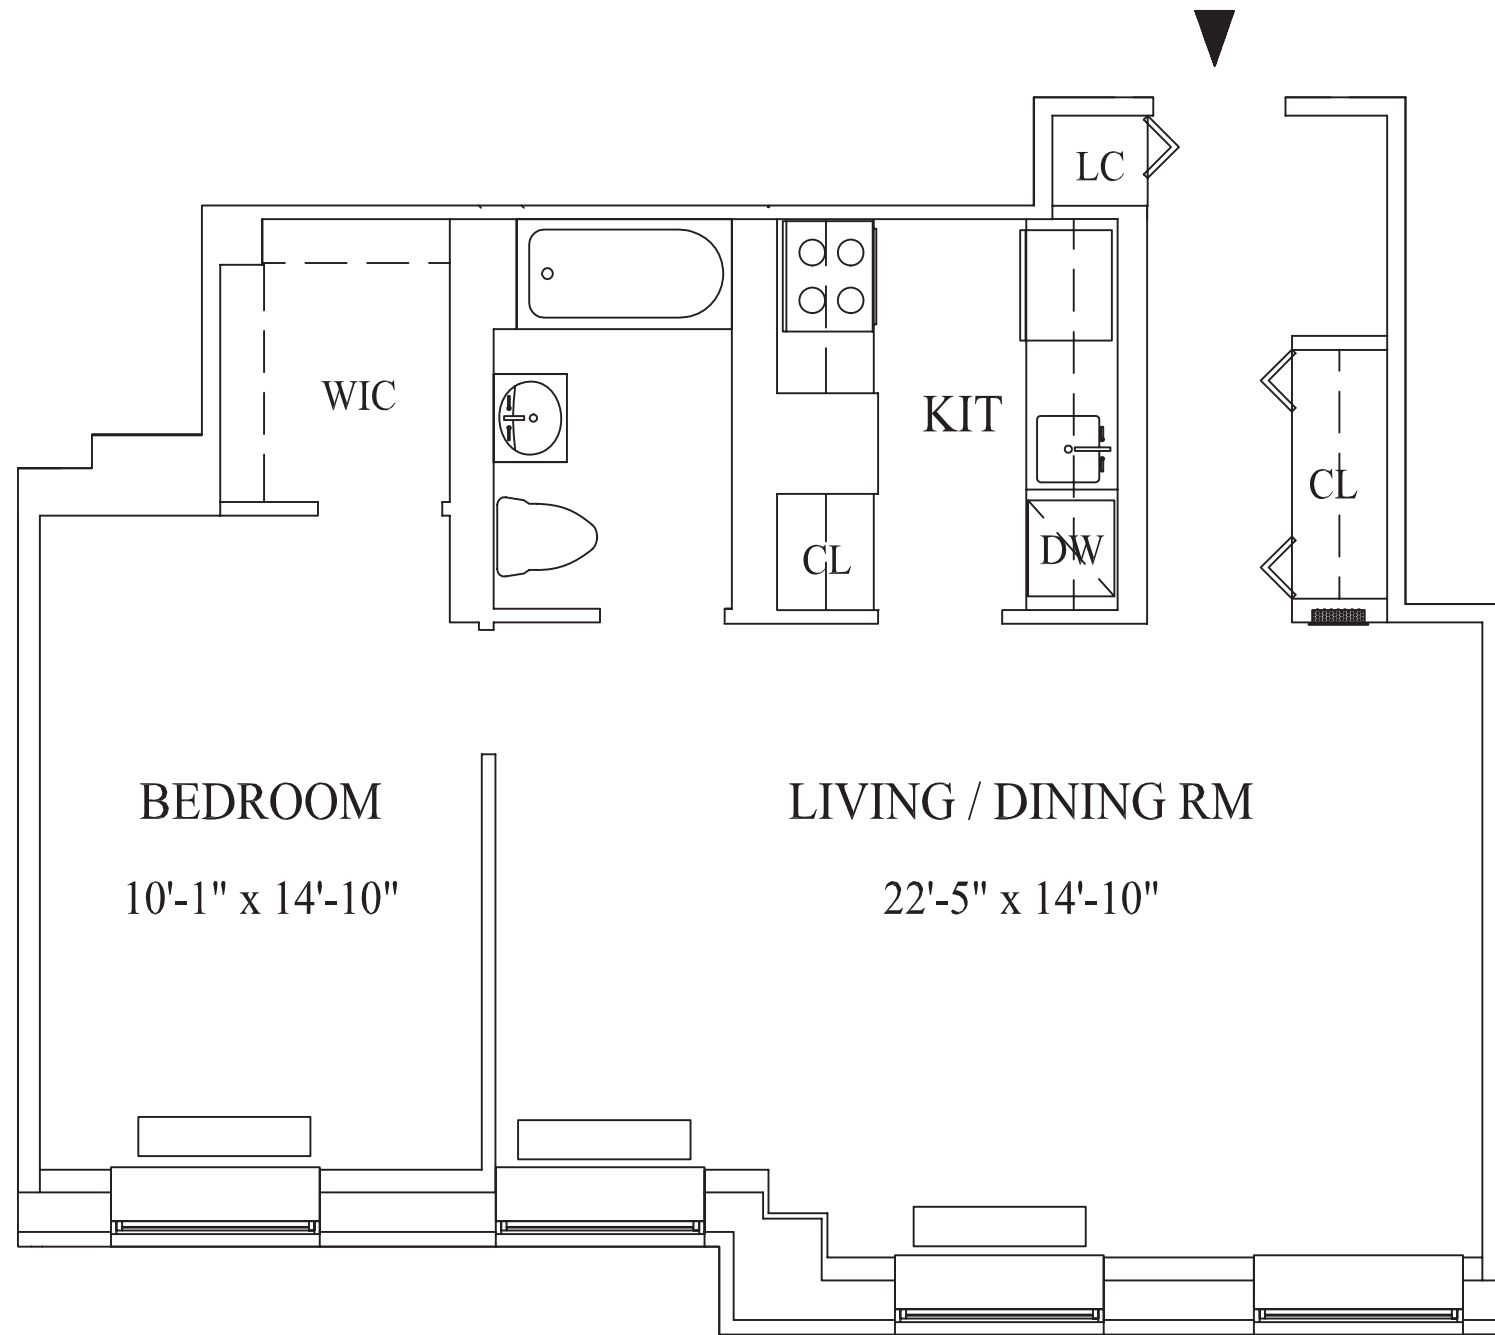 LC
WIC
KIT
CL
DW
CL
BEDROOM
10'-1" x 14'-10"
LIVING / DINING RM
22'-5" x 14'-10"